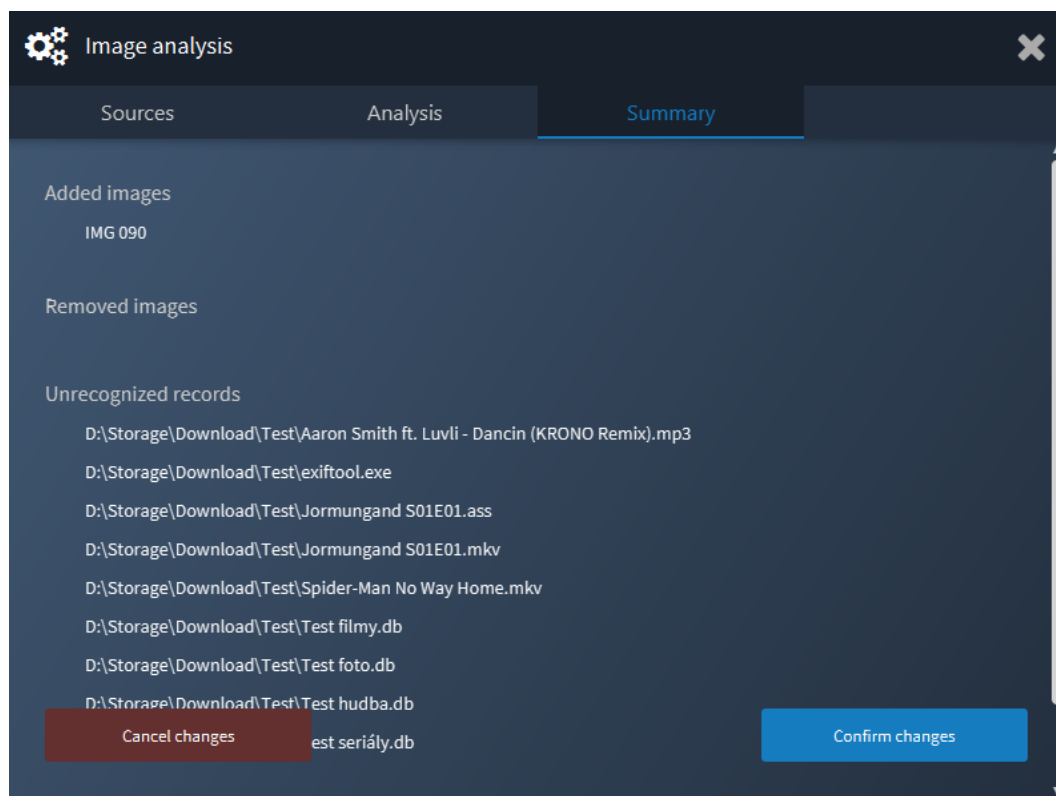 Image analysis
Sources
Analysis
Summary
Added images
IMG 090
Removed images
Unrecognized records
D:\Storage\Download\Test\Aaron Smith ft. Luvli - Dancin (KRONO Remix).mp3
D:\Storage\Download\Test\exiftool.exe
D:\Storage\Download\Test\Jormungand S01E01.ass
D:\Storage\Download\Test\Jormungand S01E01.mkv
D:\Storage\Download\Test\Spider-Man No Way Home.mkv
D:\Storage\Download\Test\Test filmy.db
D:\Storage\Download\Test\Test foto.db
D:\Storage\Download\Test\Test hudba.db
est seriály.db
Cancel changes
Confirm changes